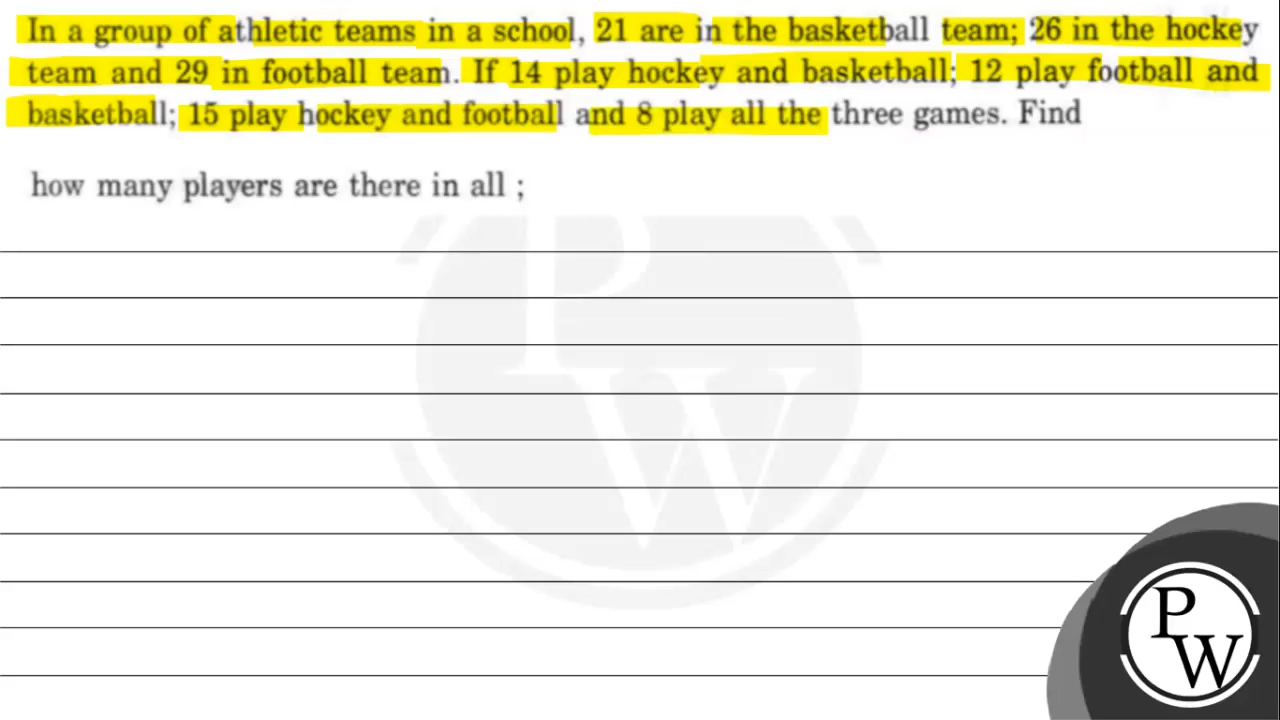 In a group of athletic teams in a school, 21 are in the basketball team; 26 in the hockey
team and 29 in football team. If 14 play hockey and basketball; 12 play football and
basketball; 15 play hockey and football and 8 play all the three games. Find
how many players are there in all ;
P
W
P
W